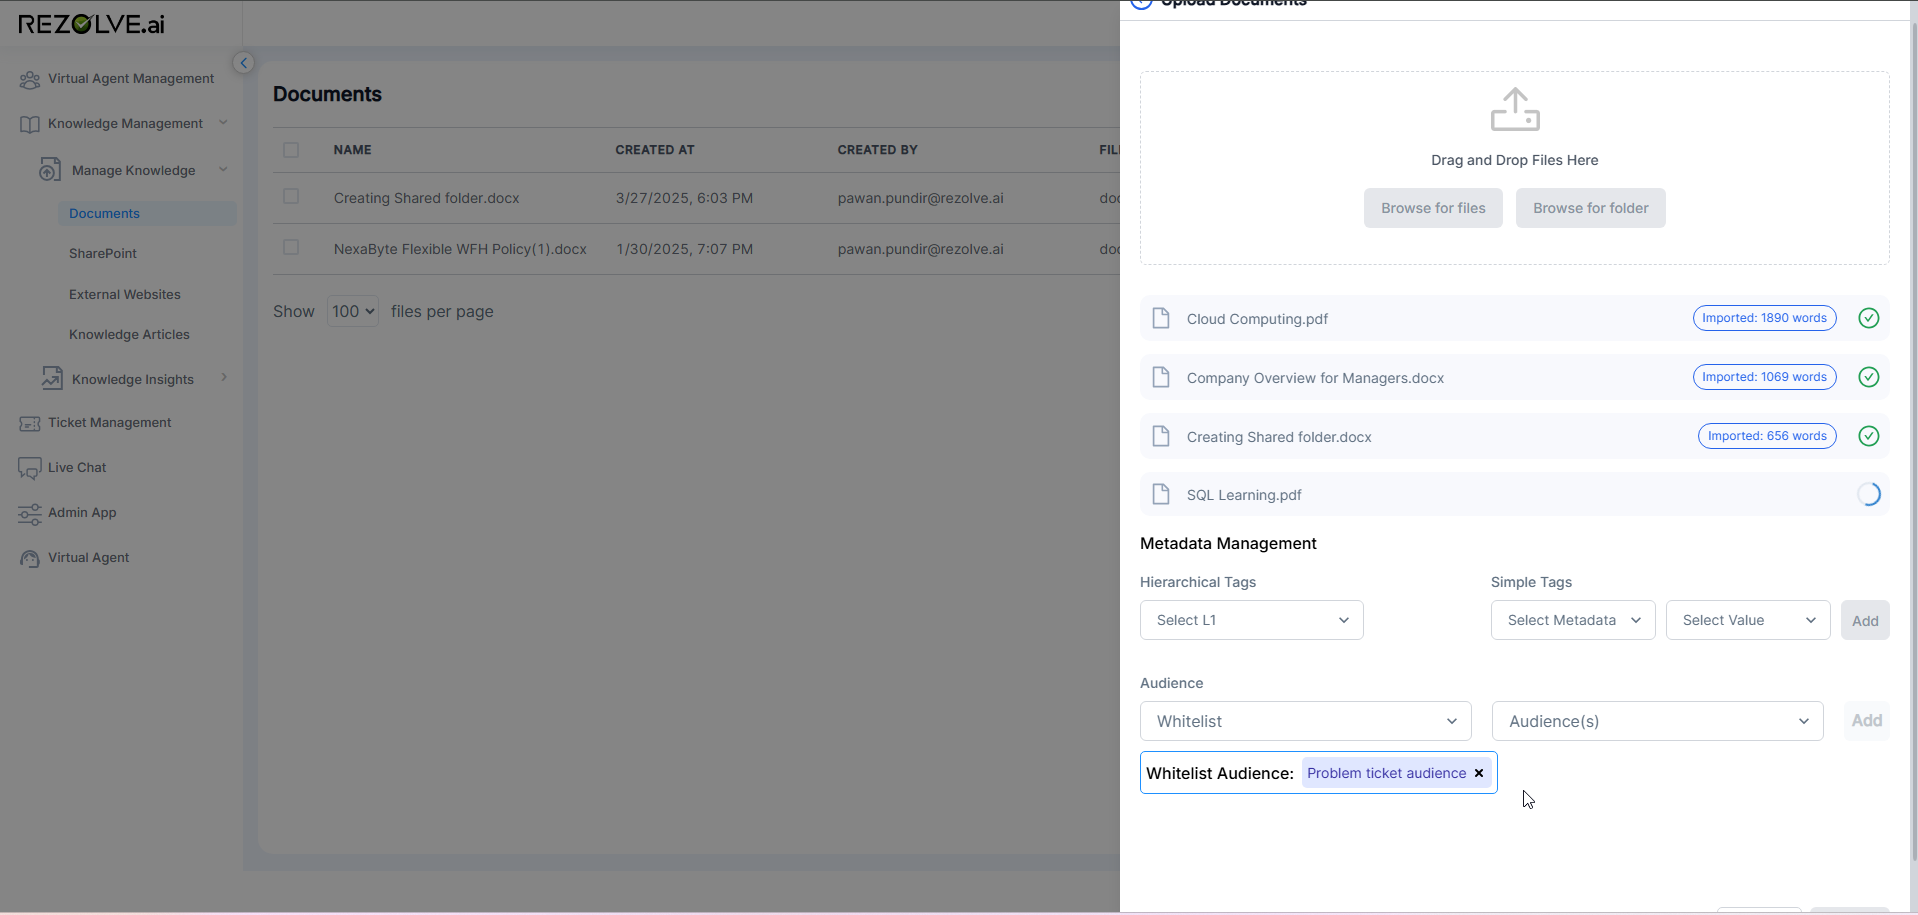 REZOLVE.ai
Virtual Agent Management
Knowledge Management
Manage Knowledge
Documents
SharePoint
External Websites
Knowledge Articles
Knowledge Insights
Ticket Management
Live Chat
Admin App
Virtual Agent
Documents
NAME CREATED AT CREATED BY FIL
Creating Shared folder.docx 3/27/2025, 6:03 PM pawan.pundir@rezolve.ai doc
NexaByte Flexible WFH Policy(1).docx 1/30/2025, 7:07 PM pawan.pundir@rezolve.ai doc
Show 100 files per page
Upload Documents
Drag and Drop Files Here
Browse for files Browse for folder
Cloud Computing.pdf Imported: 1890 words
Company Overview for Managers.docx Imported: 1069 words
Creating Shared folder.docx Imported: 656 words
SQL Learning.pdf
Metadata Management
Hierarchical Tags Simple Tags
Select L1 Select Metadata Select Value Add
Audience
Whitelist Audience(s) Add
Whitelist Audience: Problem ticket audience ×